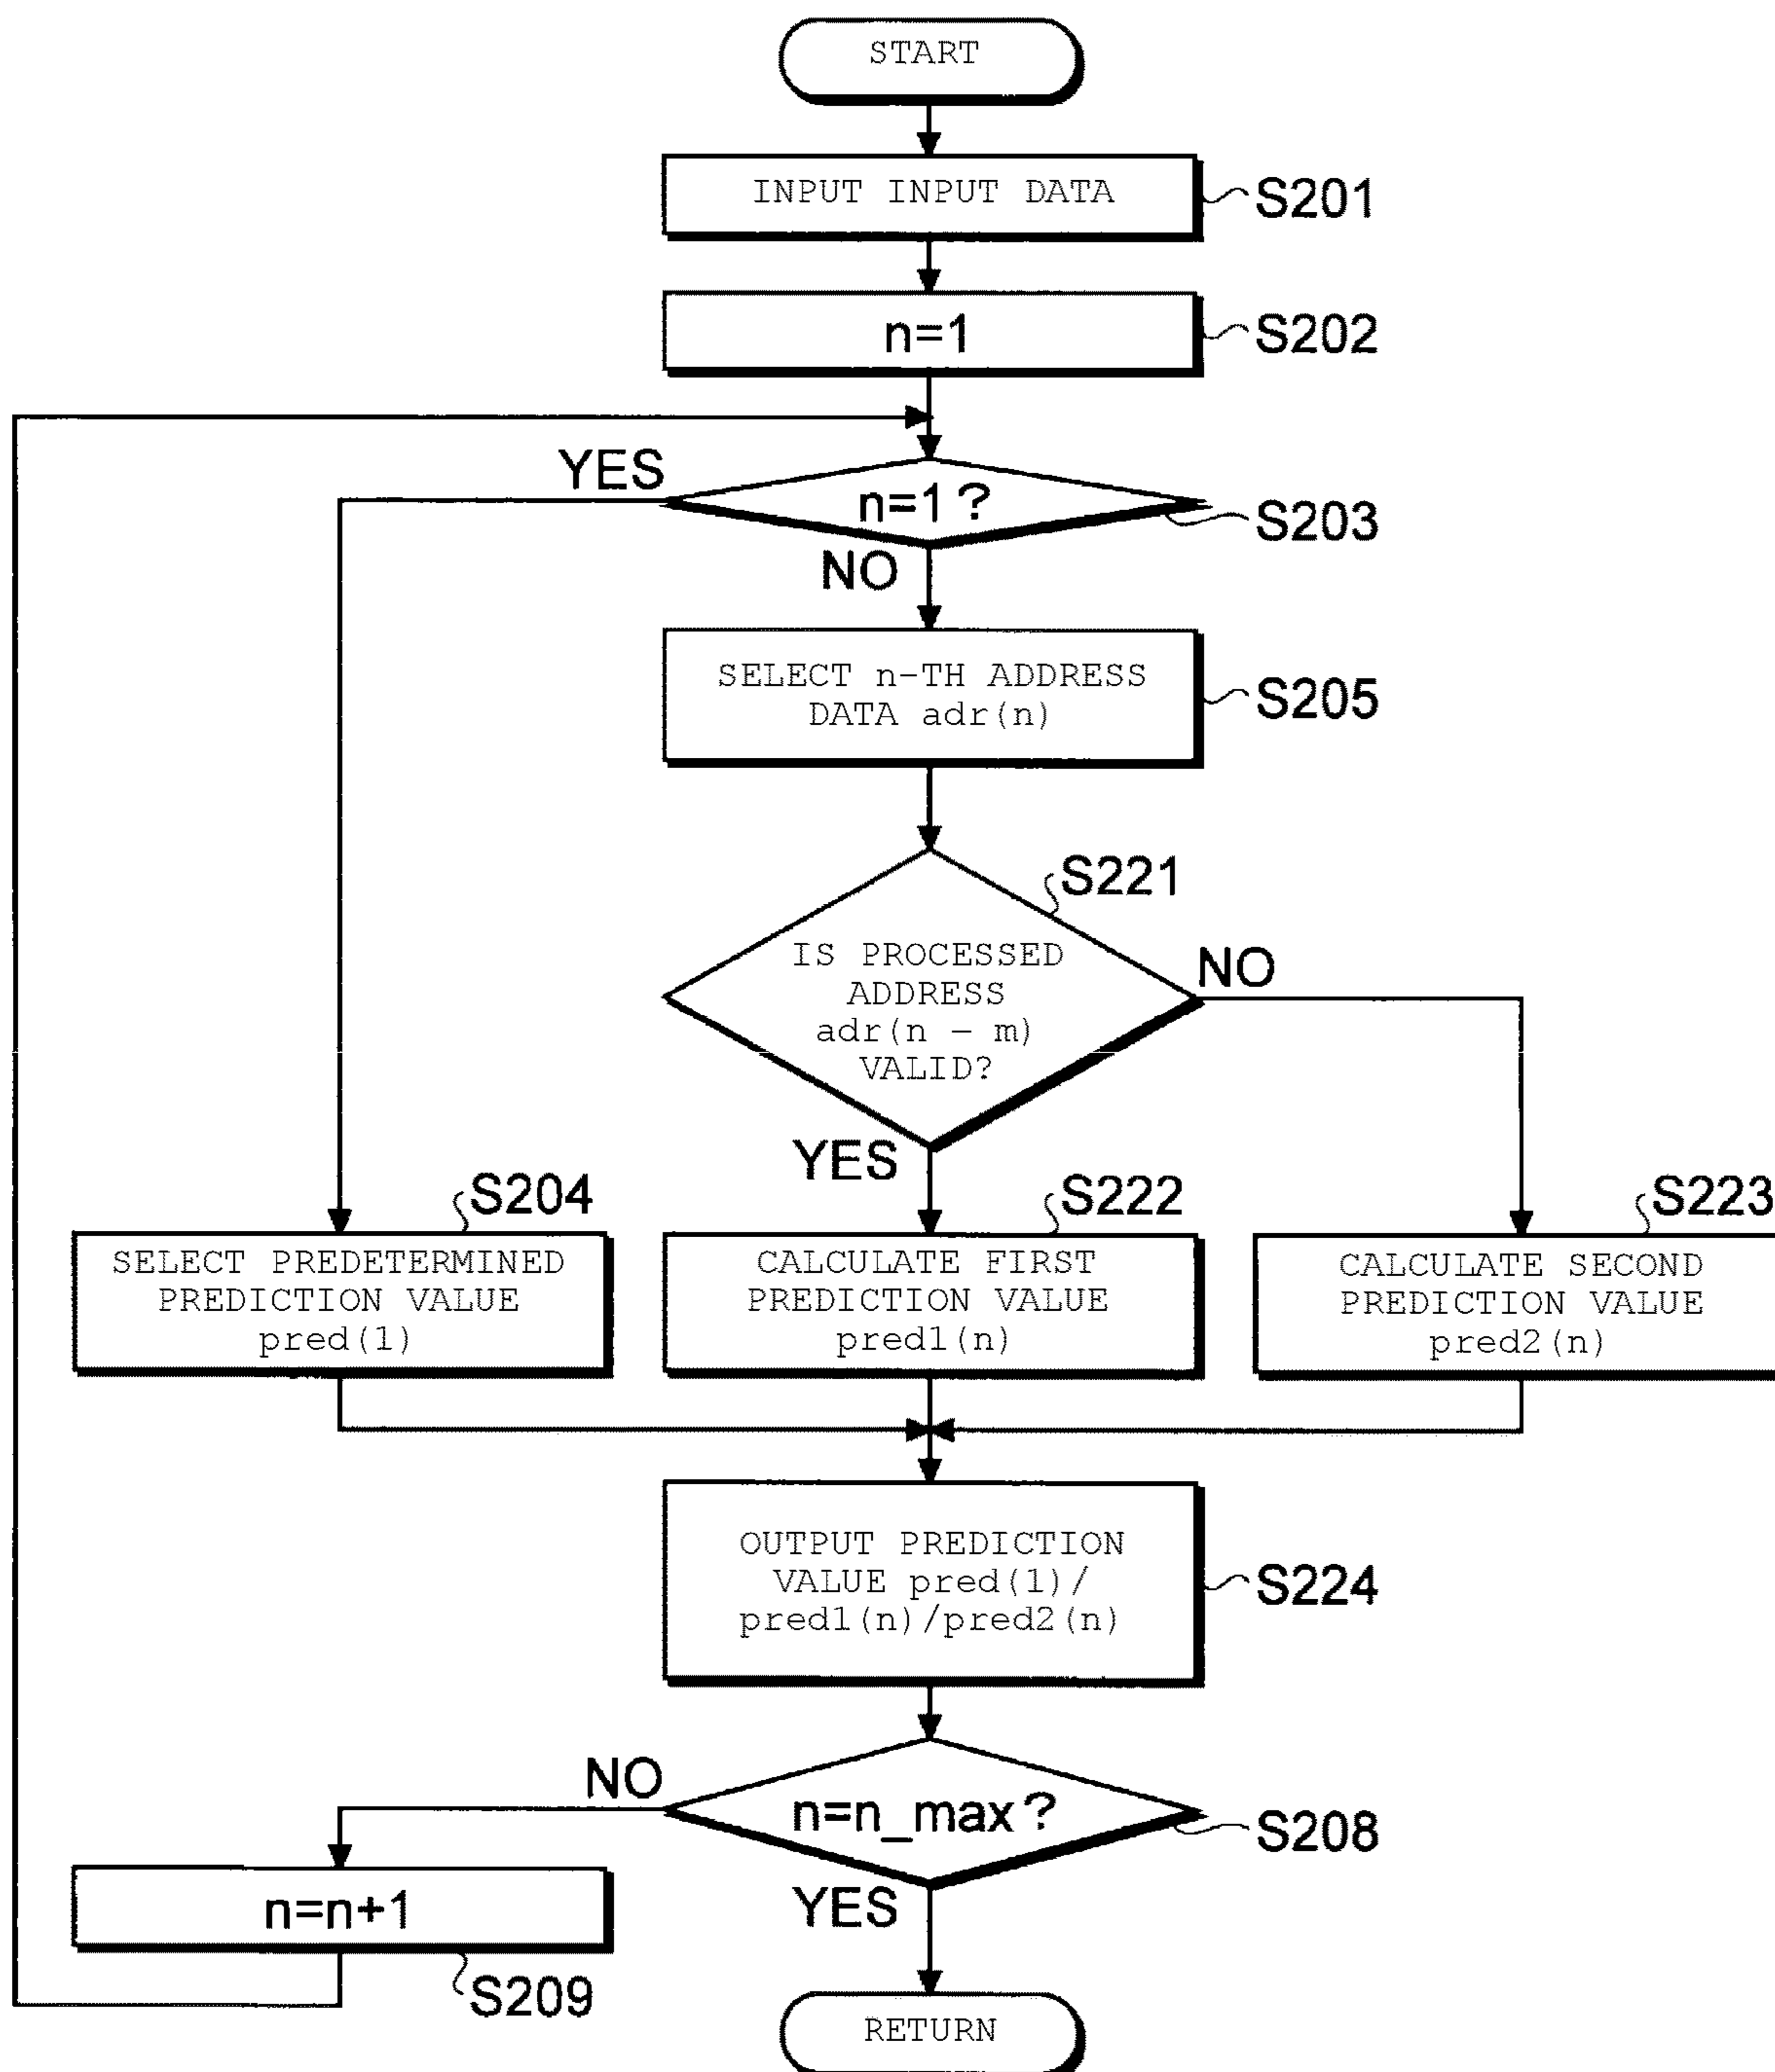 START
INPUT INPUT DATA
S201
n=1
S202
YES
n=1?
S203
NO
SELECT n-TH ADDRESS
DATA adr(n)
S205
S221
IS PROCESSED
ADDRESS
adr(n - m)
VALID?
NO
YES
S204
SELECT PREDETERMINED
PREDICTION VALUE
pred(1)
S222
CALCULATE FIRST
PREDICTION VALUE
pred1(n)
S223
CALCULATE SECOND
PREDICTION VALUE
pred2(n)
OUTPUT PREDICTION
VALUE pred(1)/
pred1(n)/pred2(n)
S224
NO
n=n_max?
S208
YES
n=n+1
S209
RETURN